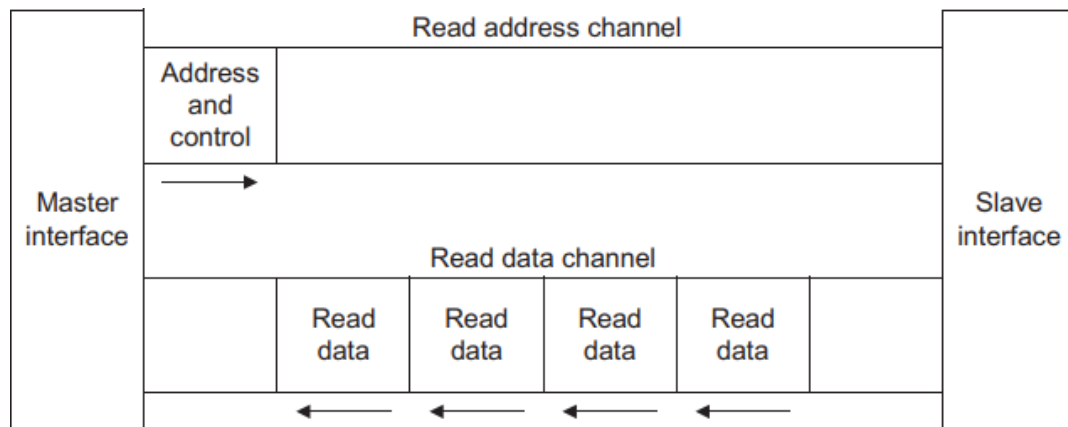 Read address channel
Address
and
control
Master
interface
Slave
interface
Read data channel
Read
data
Read
data
Read
data
Read
data